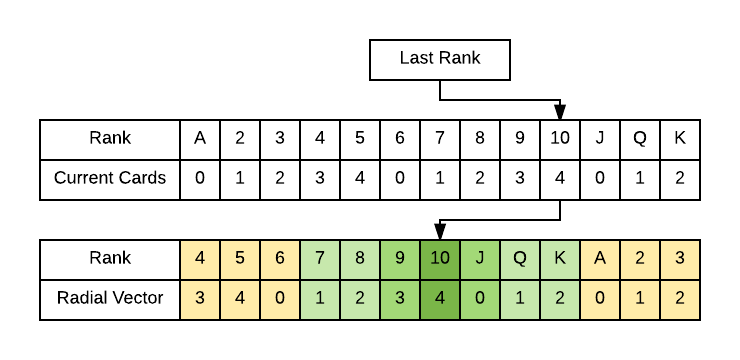 Last Rank
Rank A 2 3 4 5 6 7 8 9 10 J Q K
Current Cards 0 1 2 3 4 0 1 2 3 4 0 1 2
Rank 4 5 6 7 8 9 10 J Q K A 2 3
Radial Vector 3 4 0 1 2 3 4 0 1 2 0 1 2